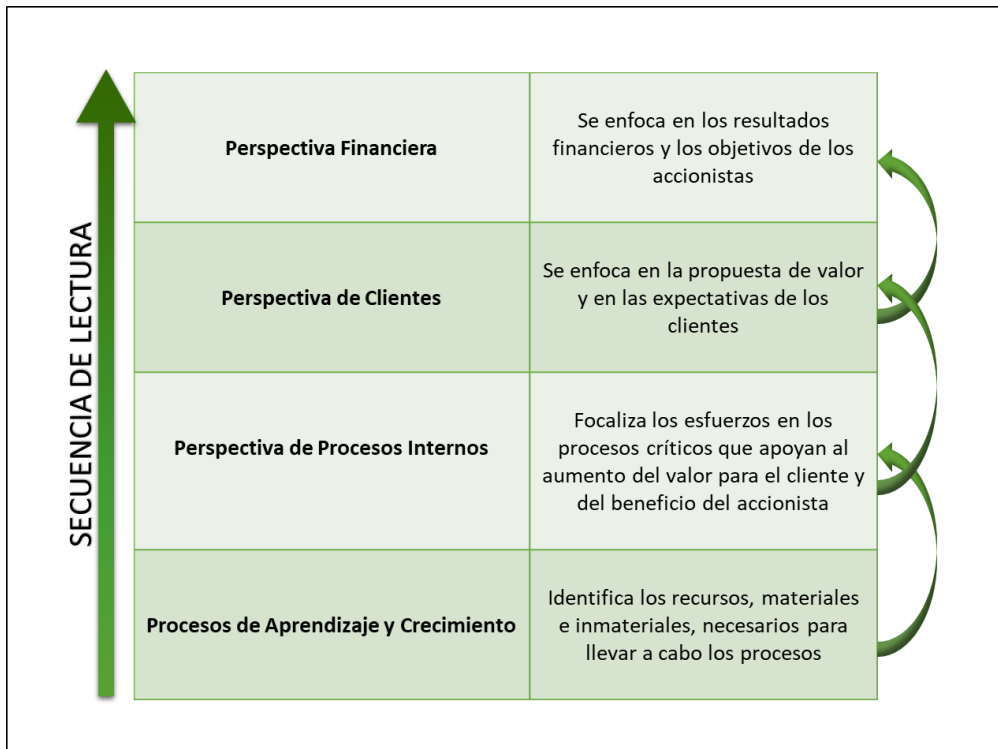 SECUENCIA DE LECTURA
Perspectiva Financiera
Se enfoca en los resultados
financieros y los objetivos de los
accionistas
Perspectiva de Clientes
Se enfoca en la propuesta de valor
y en las expectativas de los
clientes
Perspectiva de Procesos Internos
Focaliza los esfuerzos en los
procesos críticos que apoyan al
aumento del valor para el cliente y
del beneficio del accionista
Procesos de Aprendizaje y Crecimiento
Identifica los recursos, materiales
e inmateriales, necesarios para
llevar a cabo los procesos